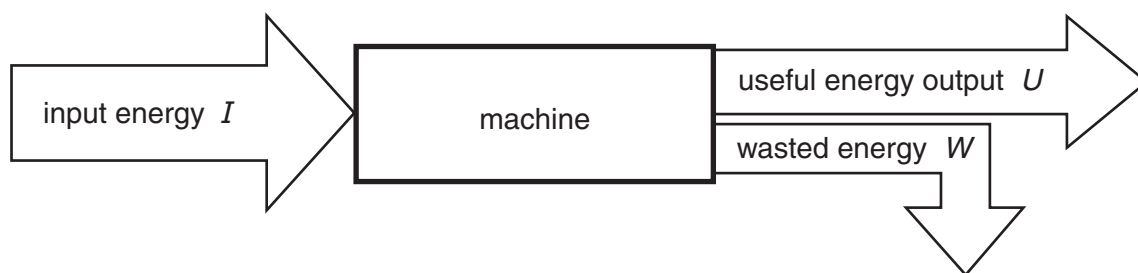 input energy I
machine
useful energy output U
wasted energy W